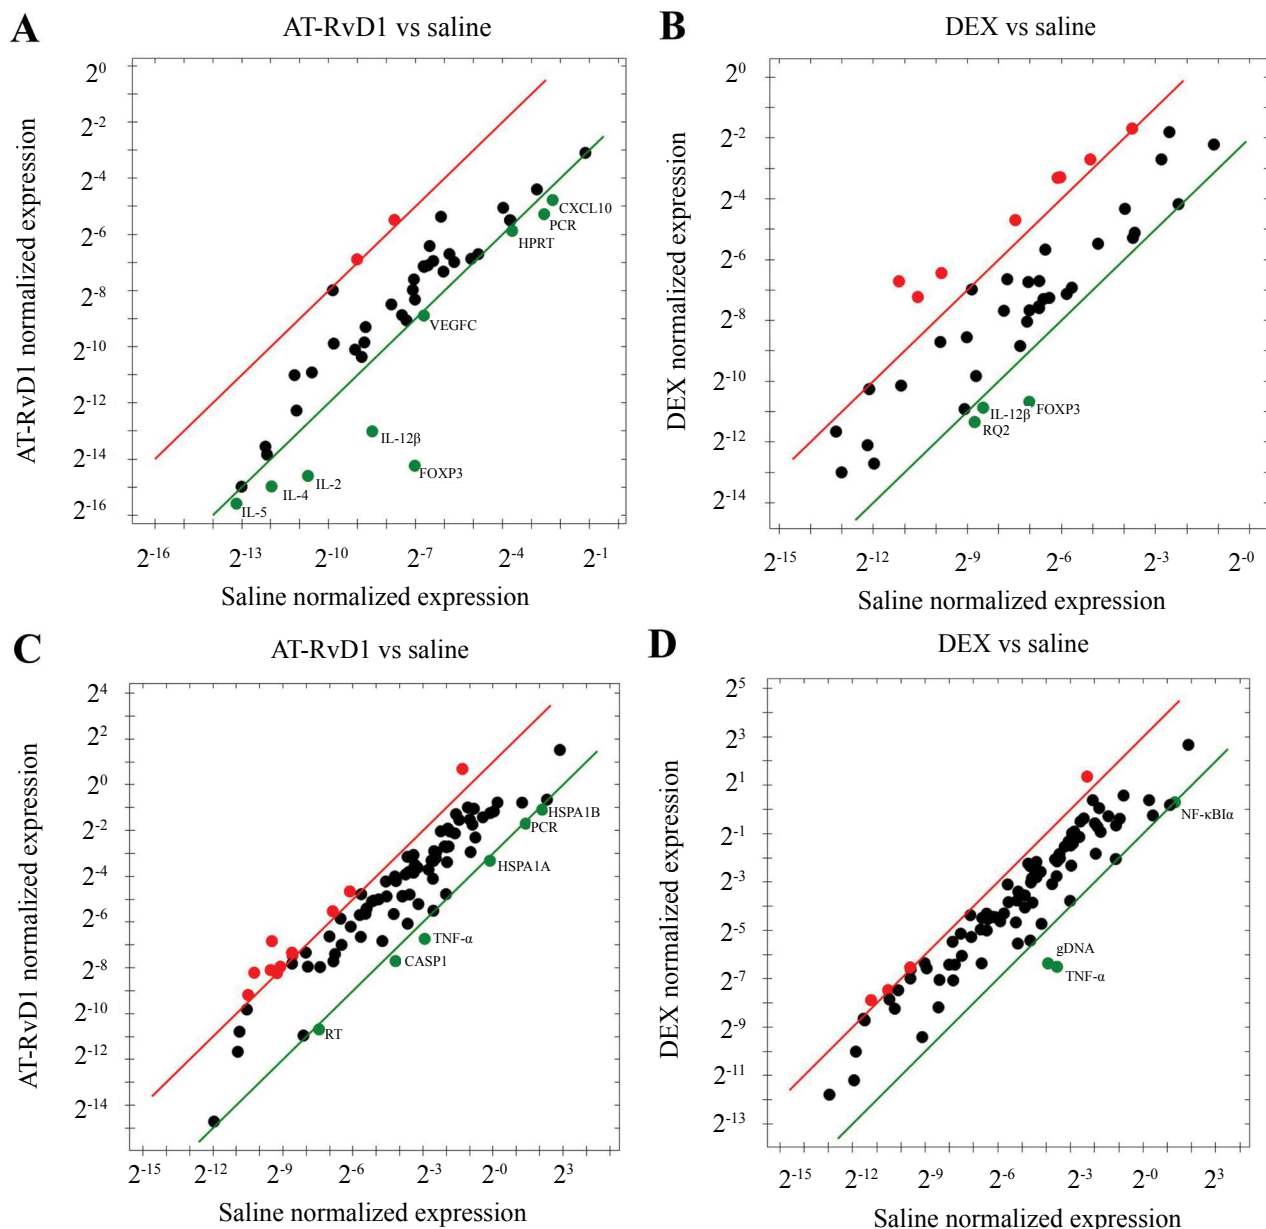 A
AT-RvD1 vs saline
AT-RvD1 normalized expression
2^0
2^-2
2^-4
2^-6
2^-8
2^-10
2^-12
2^-14
2^-16
CXCL10
PCR
HPRT
VEGFC
IL-12β
FOXP3
IL-2
IL-4
IL-5
2^-16 2^-13 2^-10 2^-7 2^-4 2^-1
Saline normalized expression
B
DEX vs saline
DEX normalized expression
2^0
2^-2
2^-4
2^-6
2^-8
2^-10
2^-12
2^-14
FOXP3
IL-12β
RQ2
2^-15 2^-12 2^-9 2^-6 2^-3 2^-0
Saline normalized expression
C
AT-RvD1 vs saline
AT-RvD1 normalized expression
2^4
2^2
2^0
2^-2
2^-4
2^-6
2^-8
2^-10
2^-12
2^-14
HSPA1B
PCR
HSPA1A
TNF-α
CASP1
RT
2^-15 2^-12 2^-9 2^-6 2^-3 2^-0 2^3
Saline normalized expression
D
DEX vs saline
DEX normalized expression
2^5
2^3
2^1
2^-1
2^-3
2^-5
2^-7
2^-9
2^-11
2^-13
NF-κBIα
gDNA
TNF-α
2^-15 2^-12 2^-9 2^-6 2^-3 2^-0 2^3
Saline normalized expression